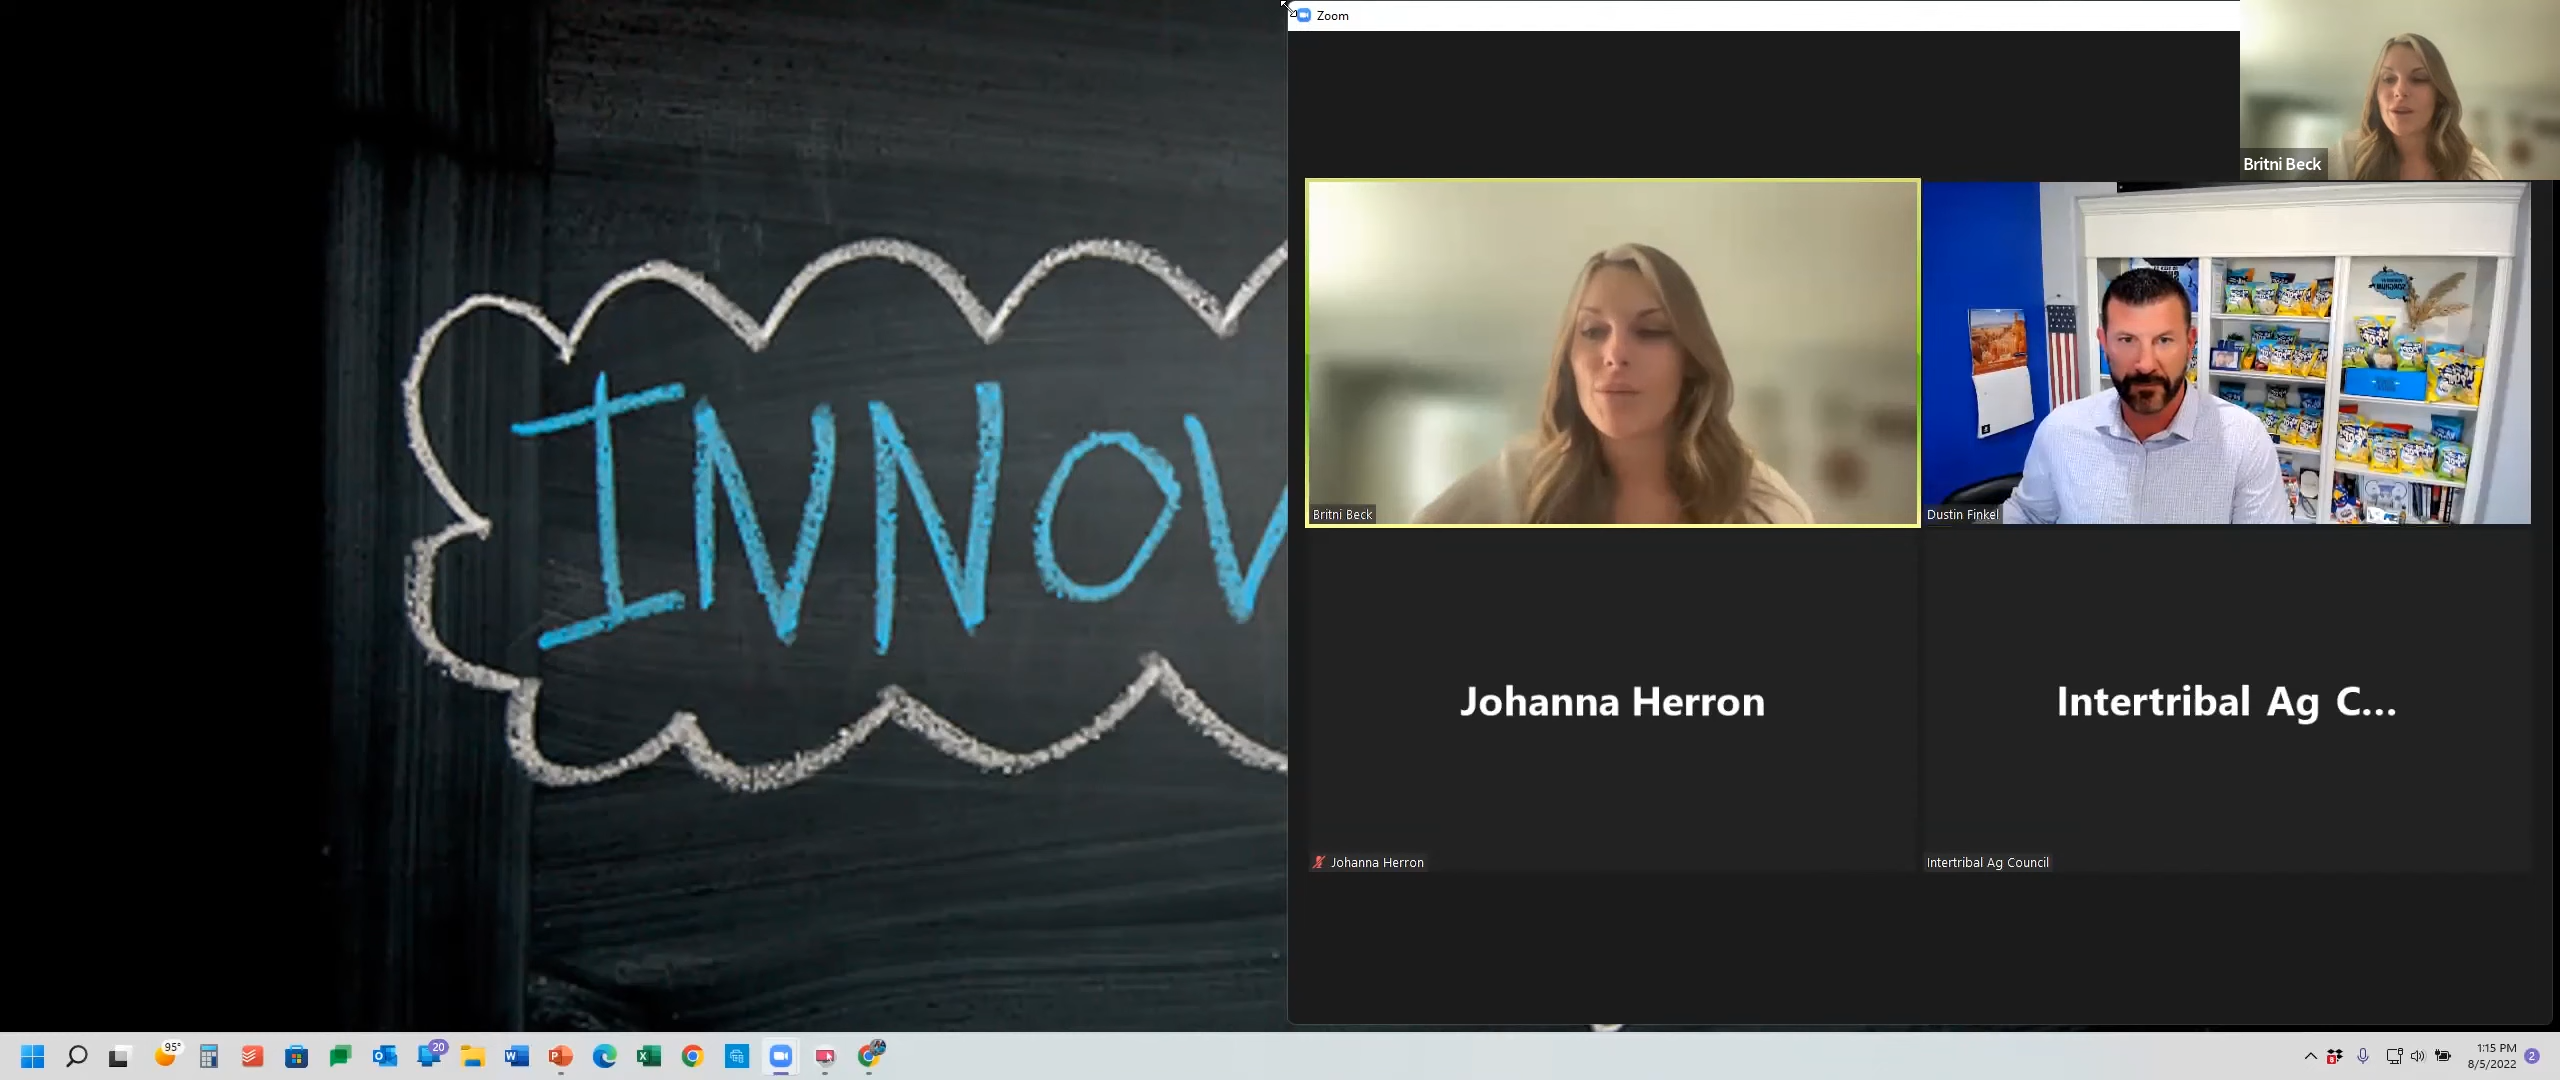 Zoom
Britni Beck
INNOV
Britni Beck
Dustin Finkel
Johanna Herron
Intertribal Ag C...
Johanna Herron
Intertribal Ag Council
95°
20
1:15 PM
8/5/2022
2